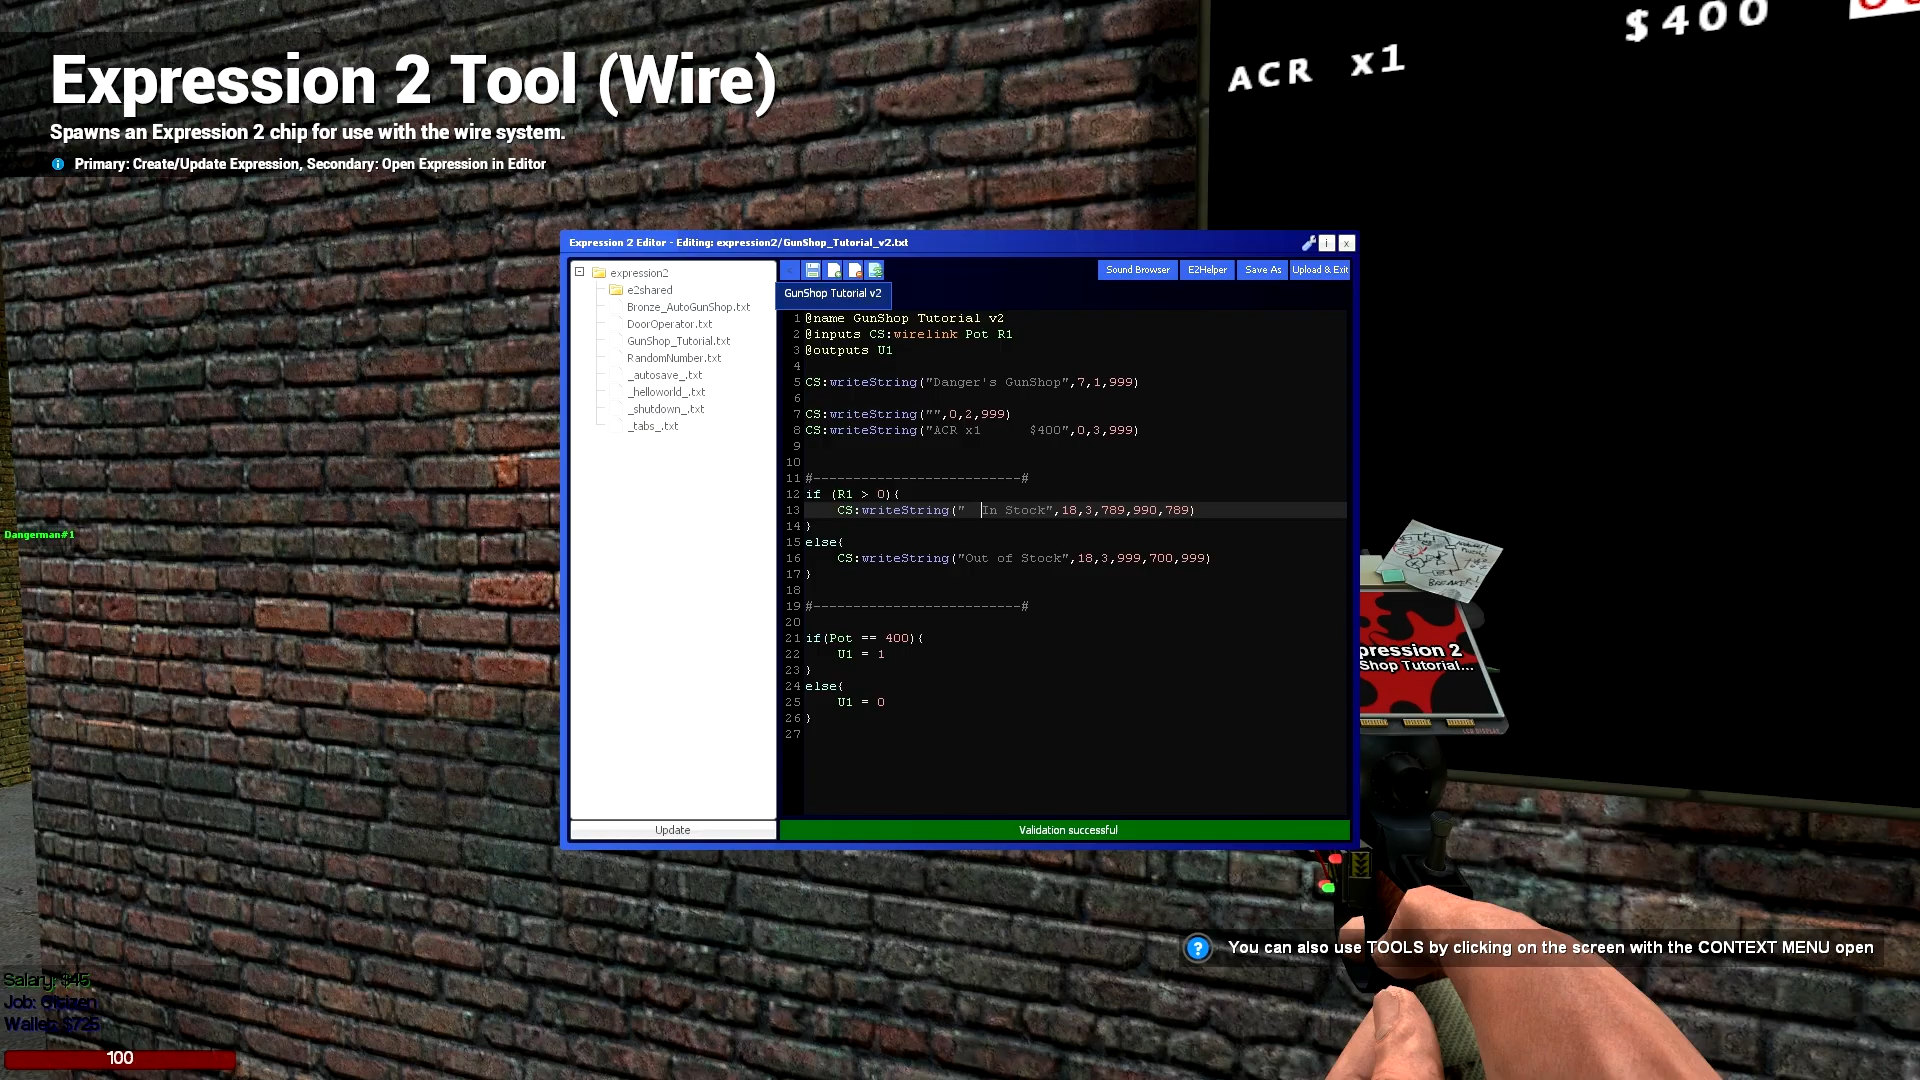 Expression 2 Tool (Wire)
Spawns an Expression 2 chip for use with the wire system.
Primary: Create/Update Expression, Secondary: Open Expression in Editor
ACR x1
$400
Expression 2 Editor - Editing: expression2/GunShop_Tutorial_v2.txt
i
x
expression2
e2shared
Bronze_AutoGunShop.txt
DoorOperator.txt
GunShop_Tutorial.txt
RandomNumber.txt
_autosave_.txt
_helloworld_.txt
_shutdown_.txt
_tabs_.txt
Update
Sound Browser
E2Helper
Save As
Upload & Exit
GunShop Tutorial v2
1 @name GunShop Tutorial v2
2 @inputs CS:wirelink Pot R1
3 @outputs U1
4
5 CS:writeString("Danger's GunShop",7,1,999)
6
7 CS:writeString("",0,2,999)
8 CS:writeString("ACR x1      $400",0,3,999)
9
10
11 #--------------------------#
12 if (R1 > 0){
13     CS:writeString("  In Stock",18,3,789,990,789)
14 }
15 else{
16     CS:writeString("Out of Stock",18,3,999,700,999)
17 }
18
19 #--------------------------#
20
21 if(Pot == 400){
22     U1 = 1
23 }
24 else{
25     U1 = 0
26 }
27
Validation successful
Dangerman#1
BREAKER!
pression 2
Shop Tutorial...
You can also use TOOLS by clicking on the screen with the CONTEXT MENU open
Salary: $45
Job: Citizen
Wallet: $725
100